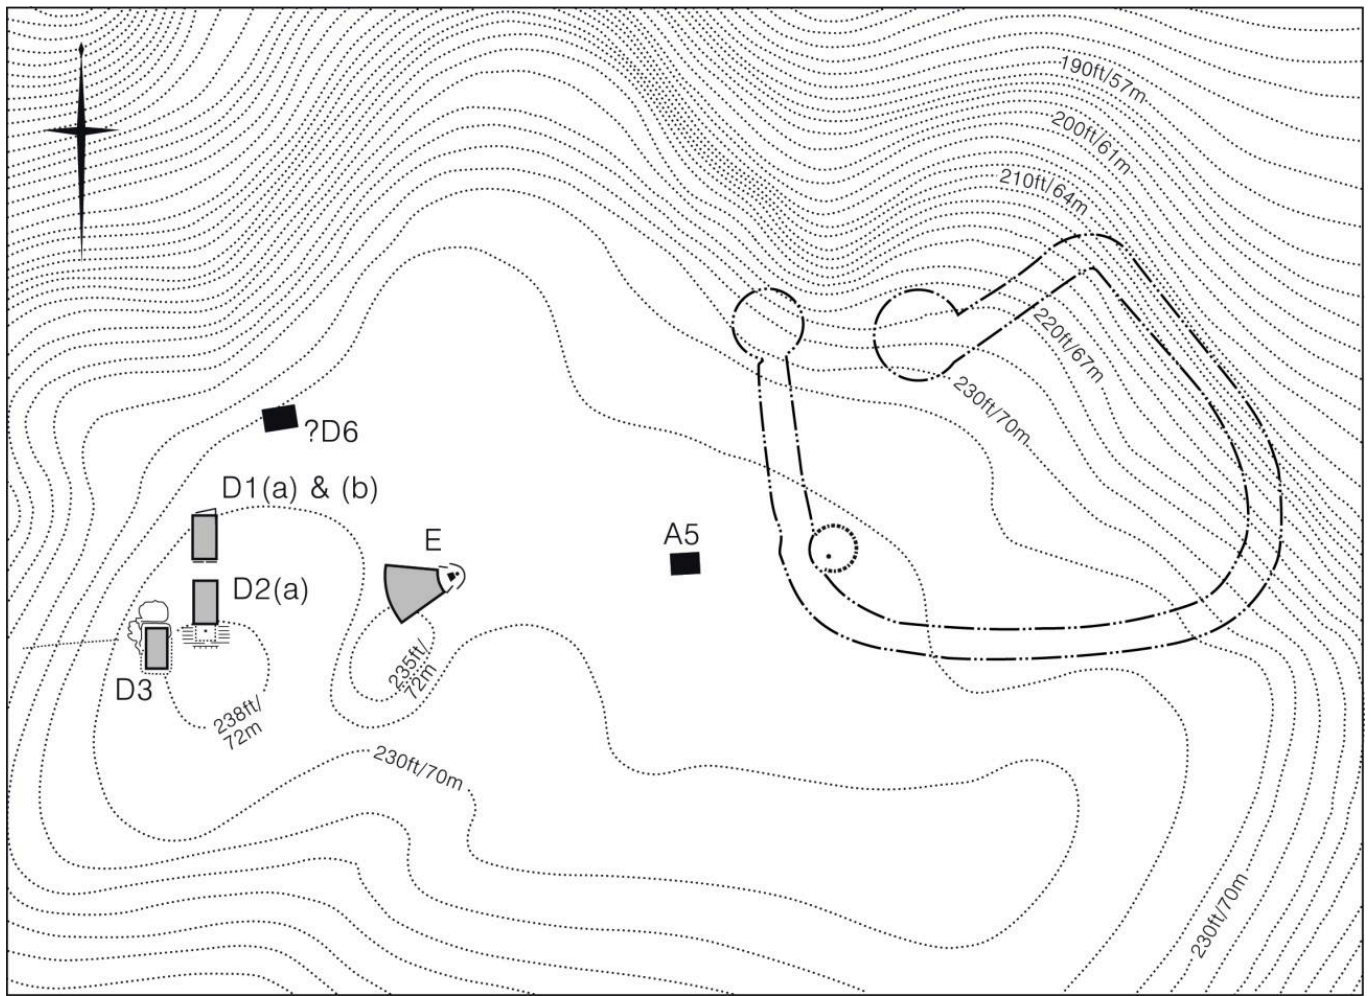 190ft/57m
200ft/61m
210ft/64m
220ft/67m
230ft/70m
?D6
D1(a) & (b)
A5
E
D2(a)
D3
235ft/
72m
238ft/
72m
230ft/70m
230ft/70m